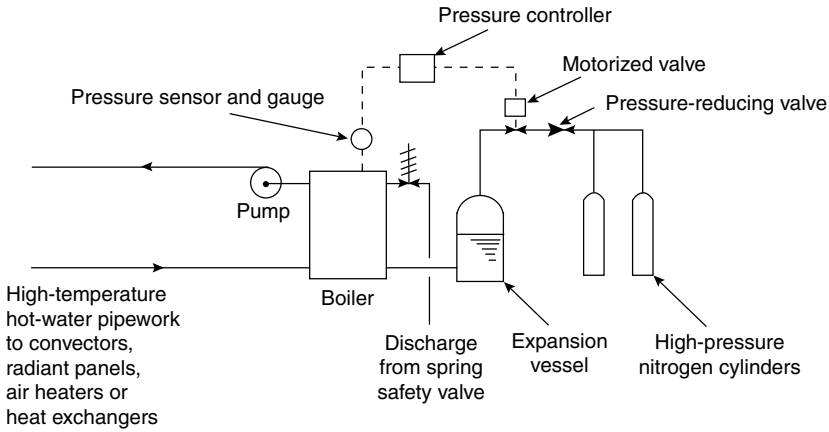 Pressure controller
Motorized valve
Pressure sensor and gauge
Pressure-reducing valve
Pump
Boiler
High-temperature
hot-water pipework
to convectors,
radiant panels,
air heaters or
heat exchangers
Discharge
from spring
safety valve
Expansion
vessel
High-pressure
nitrogen cylinders